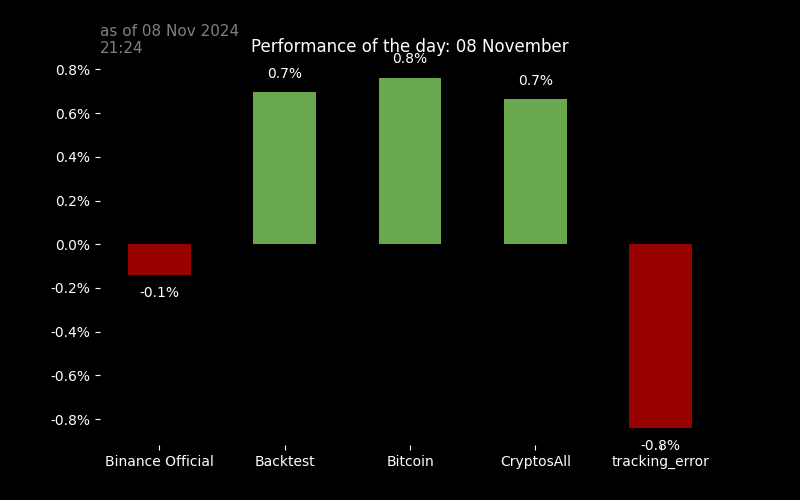 as of 08 Nov 2024
21:24
Performance of the day: 08 November
0.8%
0.6%
0.4%
0.2%
0.0%
-0.2%
-0.4%
-0.6%
-0.8%
-0.1%
0.7%
0.8%
0.7%
-0.8%
Binance Official
Backtest
Bitcoin
CryptosAll
tracking_error